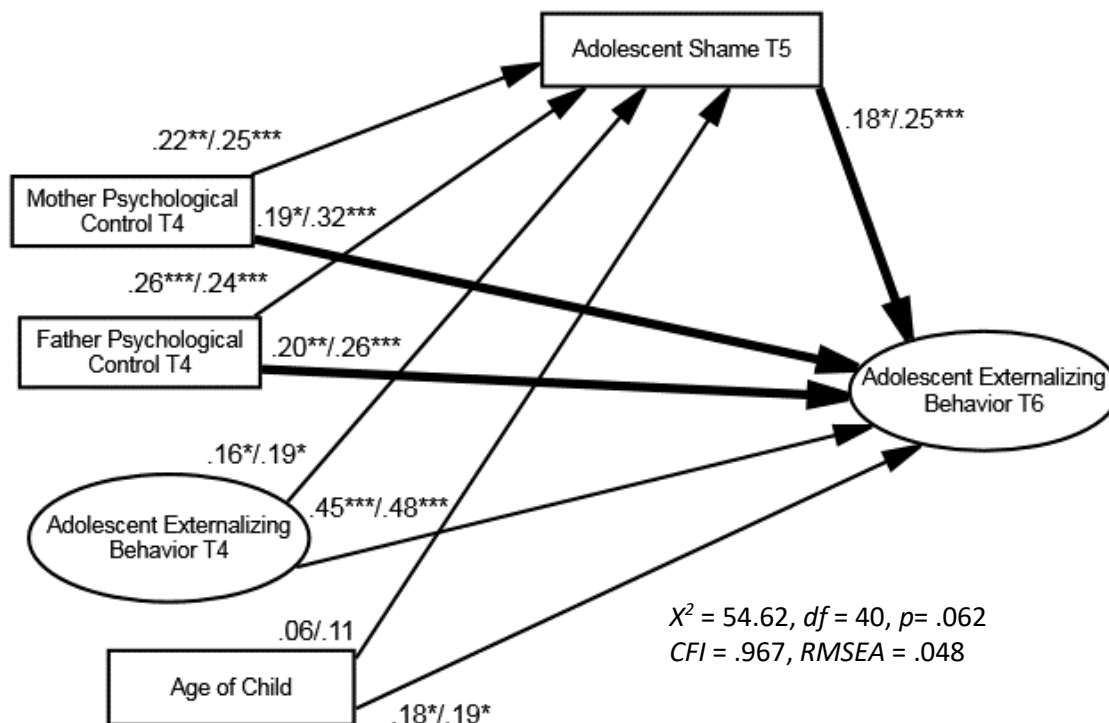 Adolescent Shame T5
.18*/.25***
.22**/.25***
Mother Psychological
Control T4
.19*/.32***
.26***/.24***
Father Psychological
Control T4
.20**/.26***
Adolescent Externalizing
Behavior T6
.16*/.19*
.45***/.48***
Adolescent Externalizing
Behavior T4
X² = 54.62, df = 40, p= .062
CFI = .967, RMSEA = .048
.06/.11
Age of Child
.18*/.19*